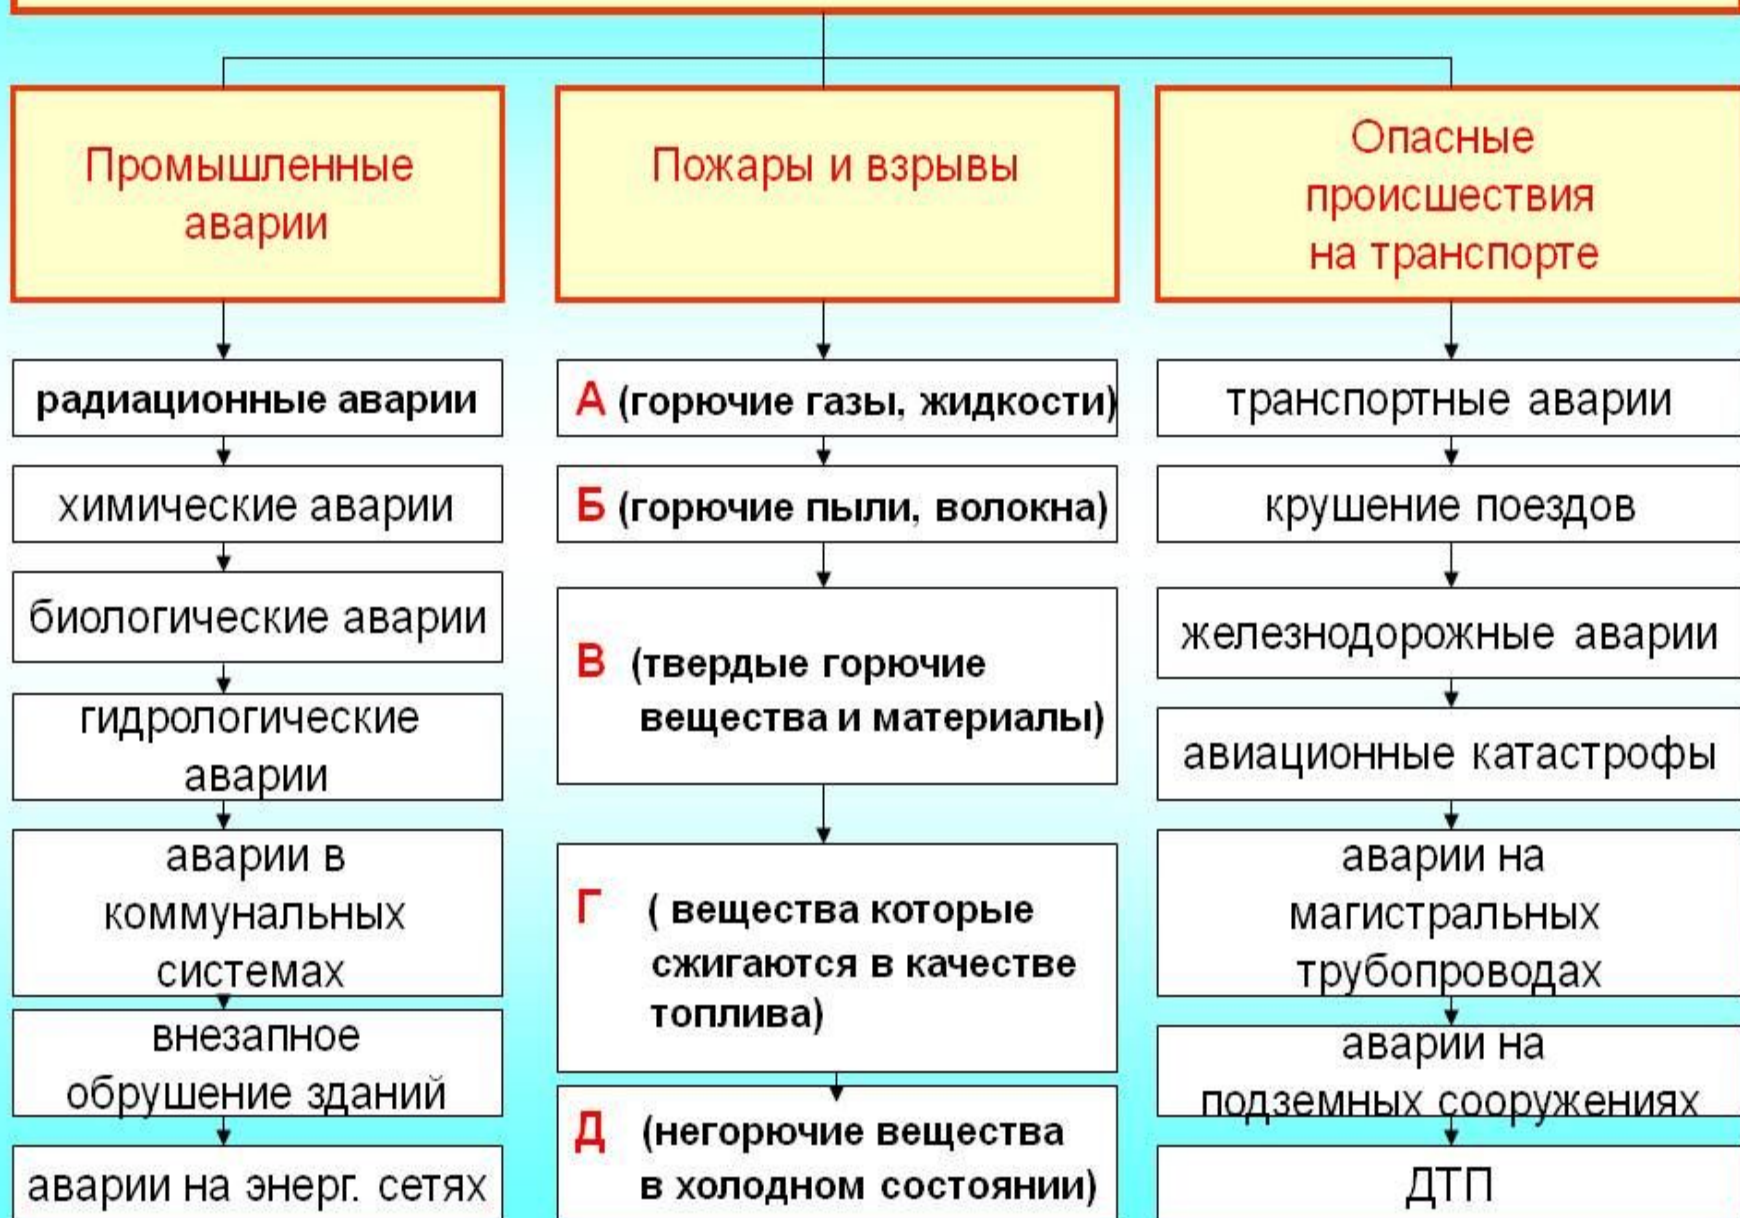 Промышленные
аварии
радиационные аварии
химические аварии
биологические аварии
гидрологические
аварии
аварии в
коммунальных
системах
внезапное
обрушение зданий
аварии на энерг. сетях
Пожары и взрывы
А (горючие газы, жидкости)
Б (горючие пыли, волокна)
В (твердые горючие
вещества и материалы)
Г ( вещества которые
сжигаются в качестве
топлива)
Д (негорючие вещества
в холодном состоянии)
Опасные
происшествия
на транспорте
транспортные аварии
крушение поездов
железнодорожные аварии
авиационные катастрофы
аварии на
магистральных
трубопроводах
аварии на
подземных сооружениях
ДТП